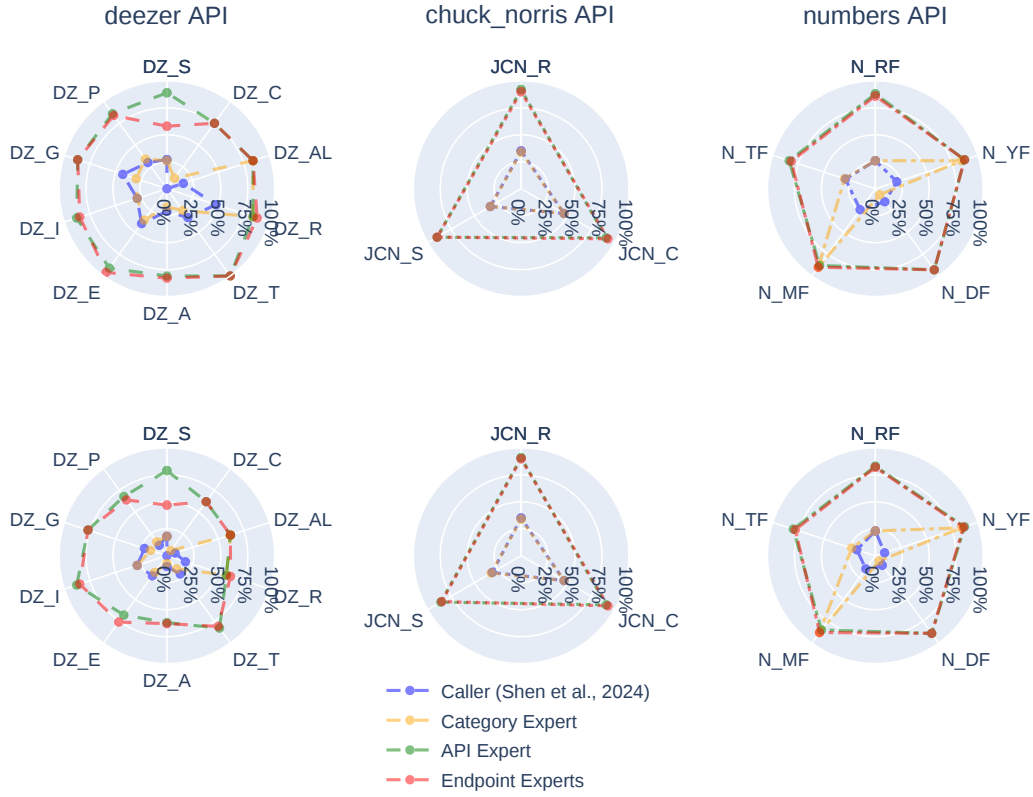 deezer API
chuck_norris API
numbers API
DZ_S
DZ_C
DZ_AL
DZ_R
DZ_T
DZ_A
DZ_E
DZ_I
DZ_G
DZ_P
0%
25%
50%
75%
100%
JCN_R
JCN_S
JCN_C
0%
25%
50%
75%
100%
N_RF
N_YF
N_DF
N_MF
N_TF
0%
25%
50%
75%
100%
DZ_S
DZ_C
DZ_AL
DZ_R
DZ_T
DZ_A
DZ_E
DZ_I
DZ_G
DZ_P
0%
25%
50%
75%
100%
JCN_R
JCN_S
JCN_C
0%
25%
50%
75%
100%
N_RF
N_YF
N_DF
N_MF
N_TF
0%
25%
50%
75%
100%
Caller (Shen et al., 2024)
Category Expert
API Expert
Endpoint Experts